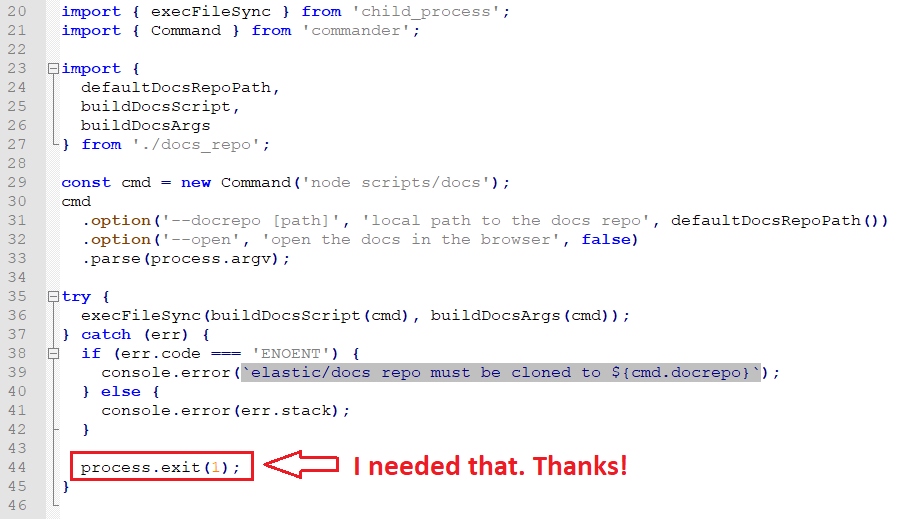 20 import { execFileSync } from 'child_process';
21 import { Command } from 'commander';
22
23 import {
24 defaultDocsRepoPath,
25 buildDocsScript,
26 buildDocsArgs
27 } from './docs_repo';
28
29 const cmd = new Command('node scripts/docs');
30 cmd
31 .option('--docrepo [path]', 'local path to the docs repo', defaultDocsRepoPath())
32 .option('--open', 'open the docs in the browser', false)
33 .parse(process.argv);
34
35 try {
36 execFileSync(buildDocsScript(cmd), buildDocsArgs(cmd));
37 } catch (err) {
38 if (err.code === 'ENOENT') {
39 console.error(`elastic/docs repo must be cloned to ${cmd.docrepo}`);
40 } else {
41 console.error(err.stack);
42 }
43
44 process.exit(1); I needed that. Thanks!
45 }
46